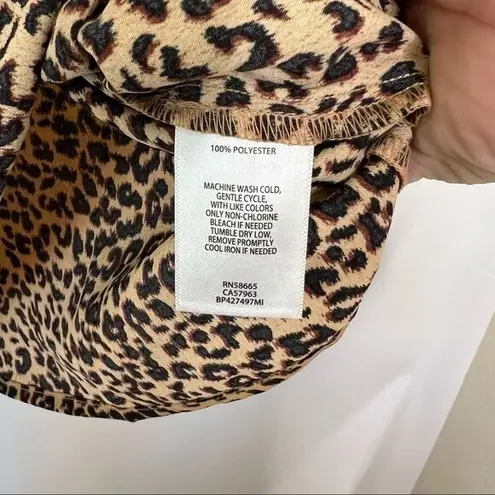 100% POLYESTER
MACHINE WASH COLD,
GENTLE CYCLE,
WITH LIKE COLORS
ONLY NON-CHLORINE
BLEACH IF NEEDED
TUMBLE DRY LOW,
REMOVE PROMPTLY
COOL IRON IF NEEDED
RN58665
CA57963
BP427497MI